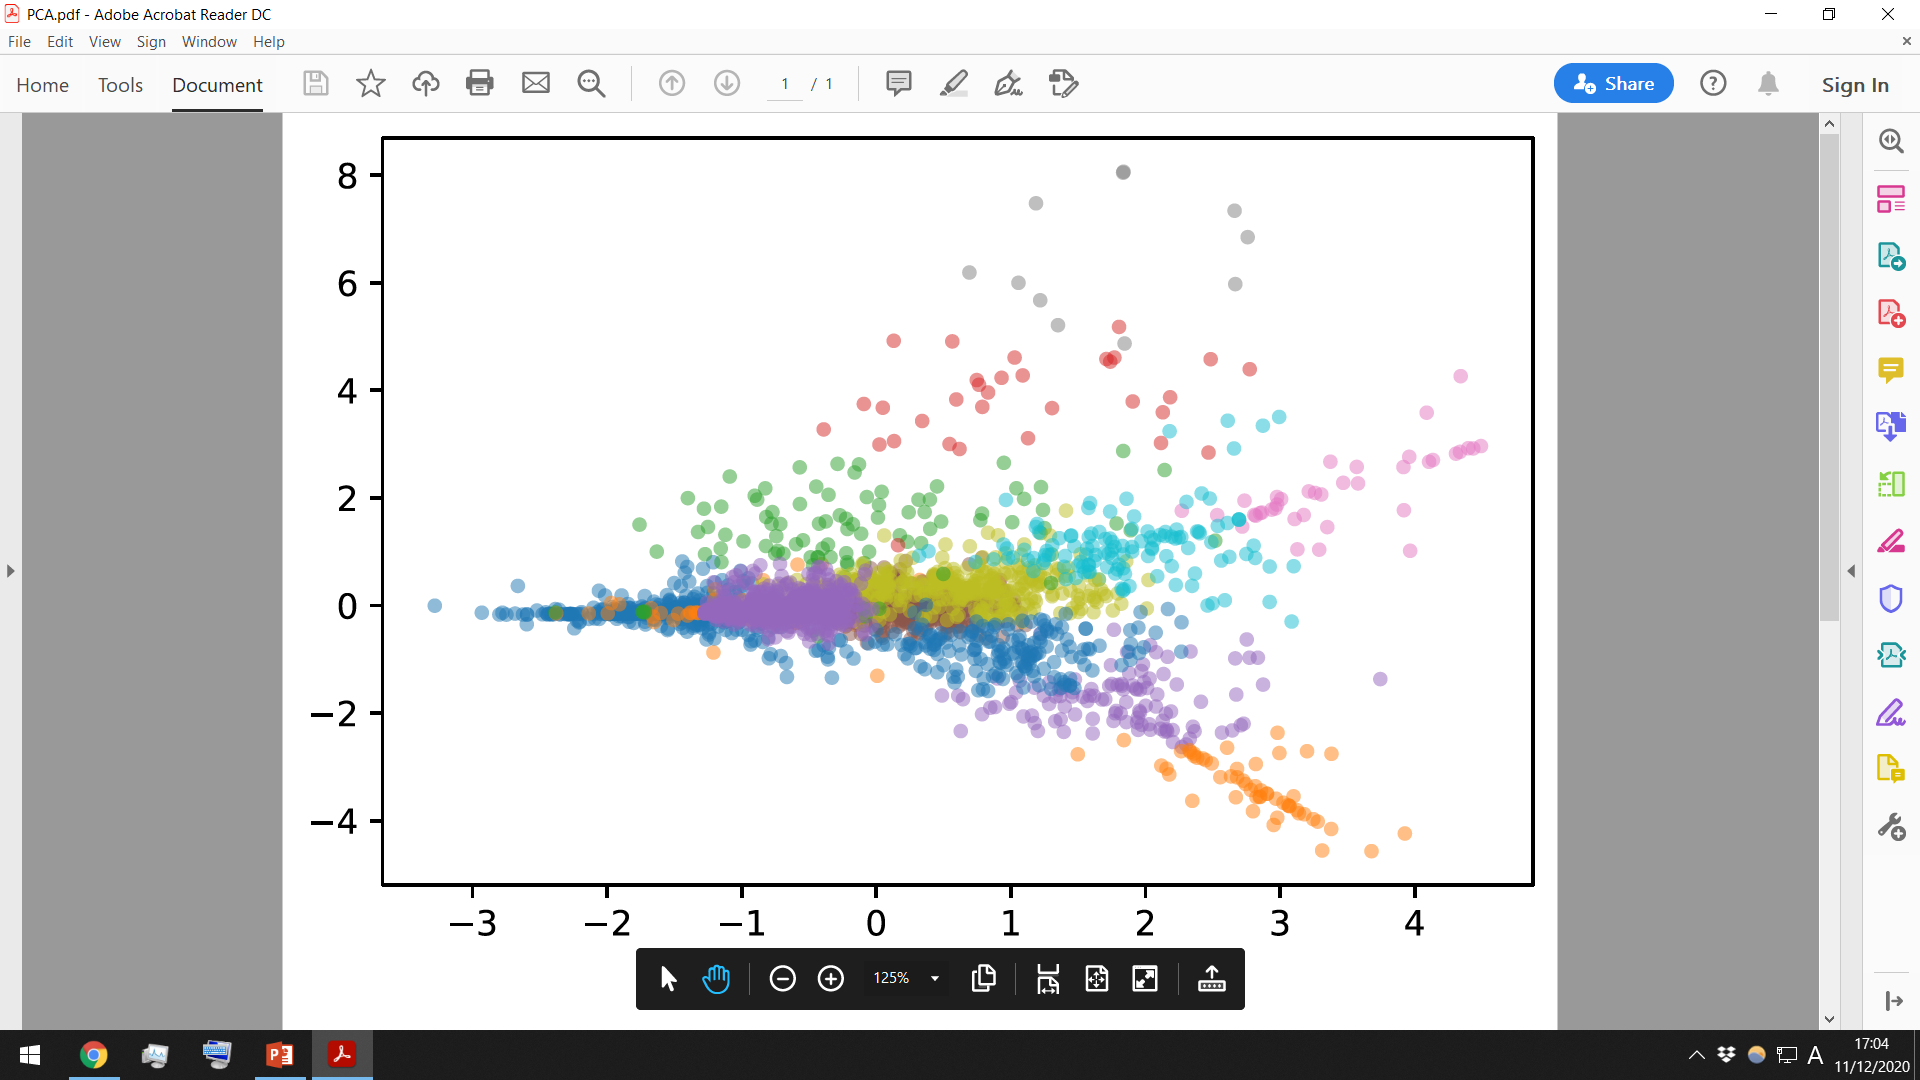 PCA.pdf - Adobe Acrobat Reader DC
File Edit View Sign Window Help
Home Tools Document 1 / 1 Share Sign In
8
6
4
2
0
−2
−4
−3 −2 −1 0 1 2 3 4
125%
P
A
17:04
11/12/2020